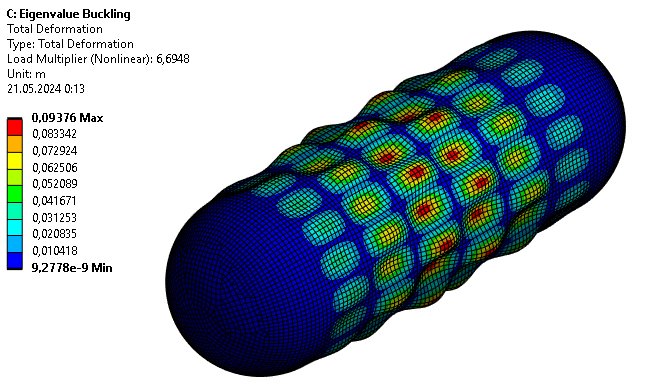 C: Eigenvalue Buckling
Total Deformation
Type: Total Deformation
Load Multiplier (Nonlinear): 6,6948
Unit: m
21.05.2024 0:13
0,09376 Max
0,083342
0,072924
0,062506
0,052089
0,041671
0,031253
0,020835
0,010418
9,2778e-9 Min